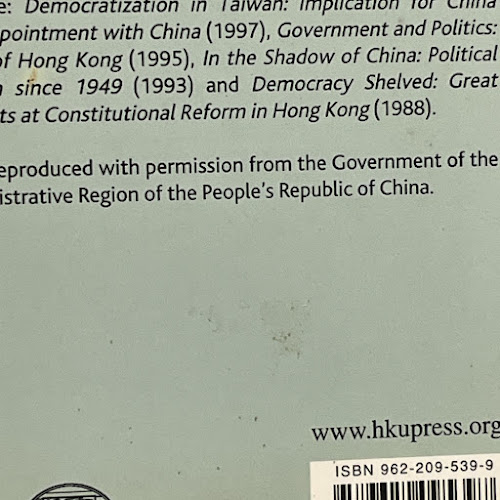 e: Democratization in Taiwan: Implication for China
pointment with China (1997), Government and Politics:
of Hong Kong (1995), In the Shadow of China: Political
since 1949 (1993) and Democracy Shelved: Great
ts at Constitutional Reform in Hong Kong (1988).
eproduced with permission from the Government of the
istrative Region of the People's Republic of China.
www.hkupress.org
ISBN 962-209-539-9